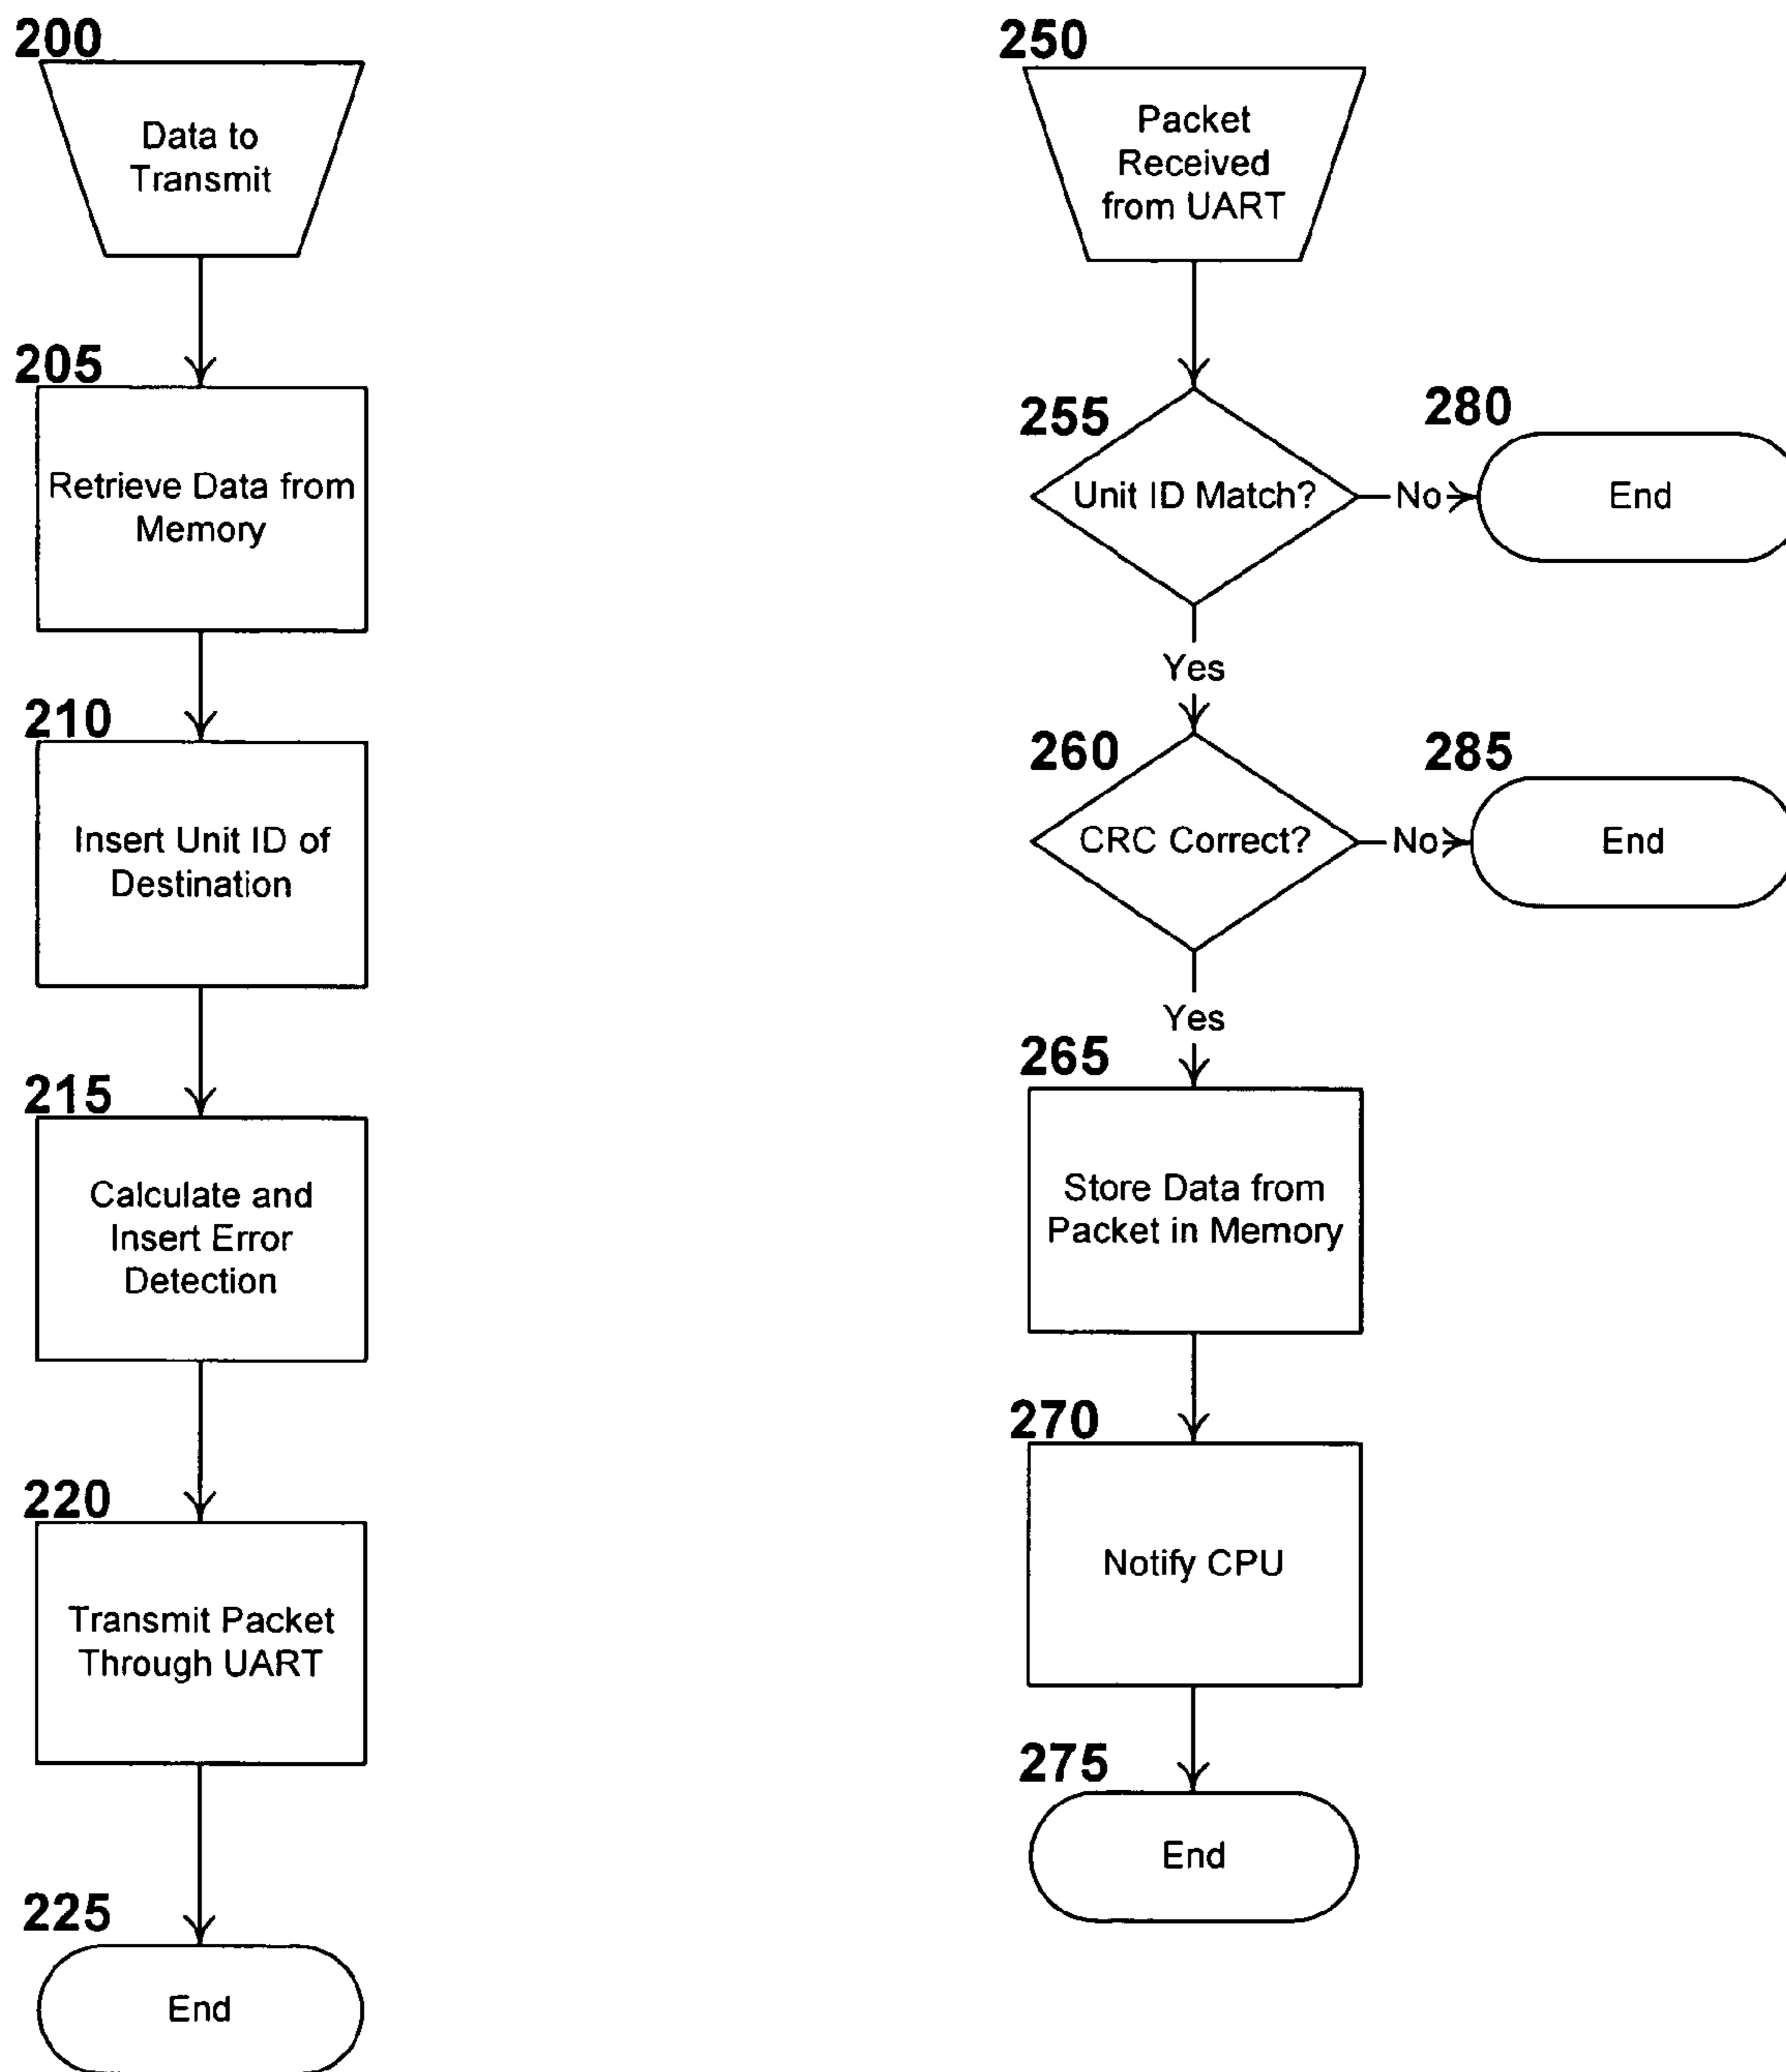 200
Data to
Transmit
205
Retrieve Data from
Memory
210
Insert Unit ID of
Destination
215
Calculate and
Insert Error
Detection
220
Transmit Packet
Through UART
225
End
250
Packet
Received
from UART
255
Unit ID Match?
No
280
End
Yes
260
CRC Correct?
No
285
End
Yes
265
Store Data from
Packet in Memory
270
Notify CPU
275
End